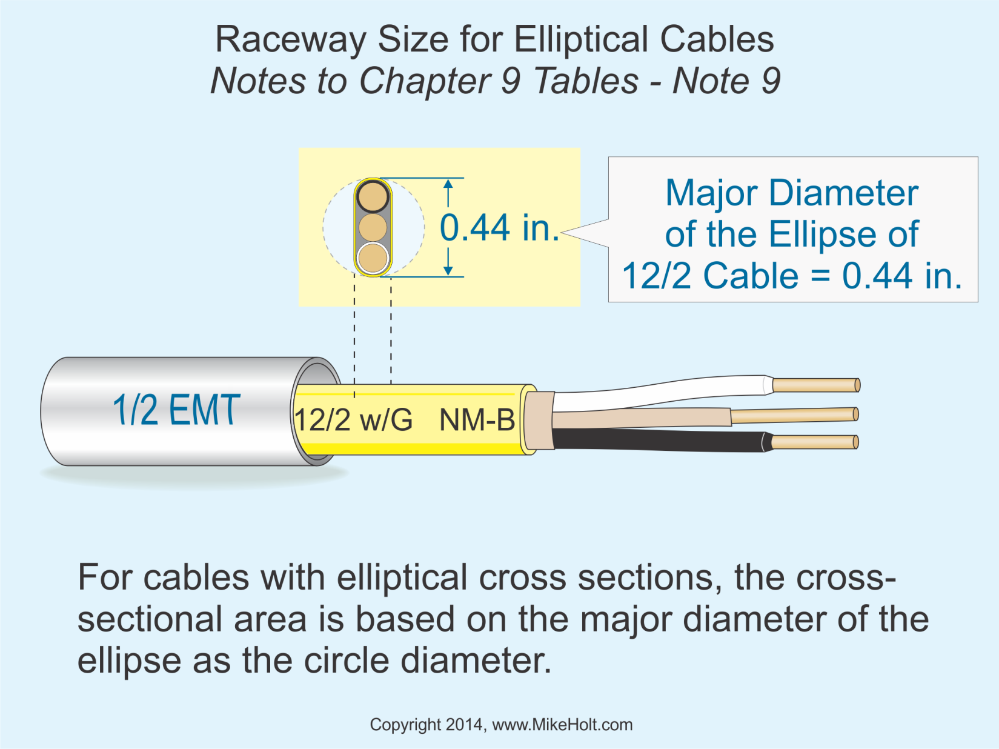 Raceway Size for Elliptical Cables
Notes to Chapter 9 Tables - Note 9
0.44 in.
Major Diameter
of the Ellipse of
12/2 Cable = 0.44 in.
1/2 EMT
12/2 w/G NM-B
For cables with elliptical cross sections, the cross-
sectional area is based on the major diameter of the
ellipse as the circle diameter.
Copyright 2014, www.MikeHolt.com